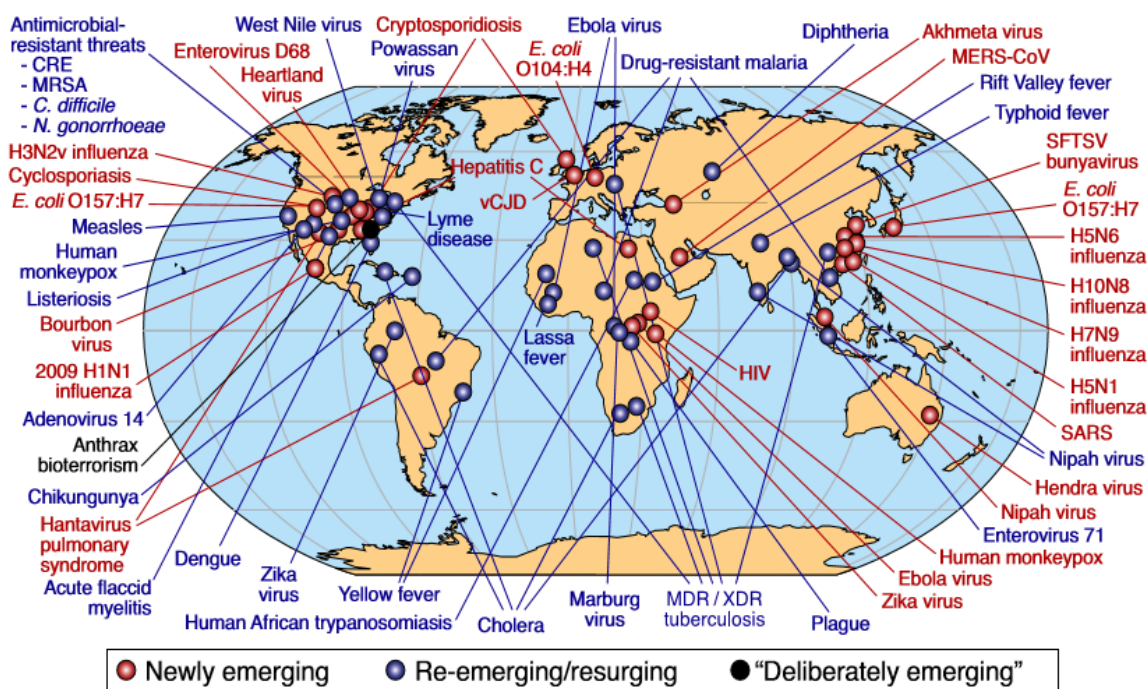 Antimicrobial-
resistant threats
- CRE
- MRSA
- C. difficile
- N. gonorrhoeae
West Nile virus
Cryptosporidiosis
Ebola virus
Enterovirus D68
Powassan
virus
E. coli
O104:H4
Diphtheria
Akhmeta virus
Heartland
virus
Drug-resistant malaria
MERS-CoV
Rift Valley fever
Typhoid fever
H3N2v influenza
Cyclosporiasis
E. coli O157:H7
Measles
Human
monkeypox
Listeriosis
Bourbon
virus
2009 H1N1
influenza
Adenovirus 14
Anthrax
bioterrorism
Chikungunya
Hantavirus
pulmonary
syndrome
Acute flaccid
myelitis
Hepatitis C
vCJD
Lyme
disease
Lassa
fever
HIV
SFTSV
bunyavirus
E. coli
O157:H7
H5N6
influenza
H10N8
influenza
H7N9
influenza
H5N1
influenza
SARS
Nipah virus
Hendra virus
Nipah virus
Enterovirus 71
Human monkeypox
Ebola virus
Zika virus
Dengue
Zika
virus
Yellow fever
Human African trypanosomiasis
Cholera
Marburg
virus
MDR / XDR
tuberculosis
Plague
Newly emerging
Re-emerging/resurging
“Deliberately emerging”